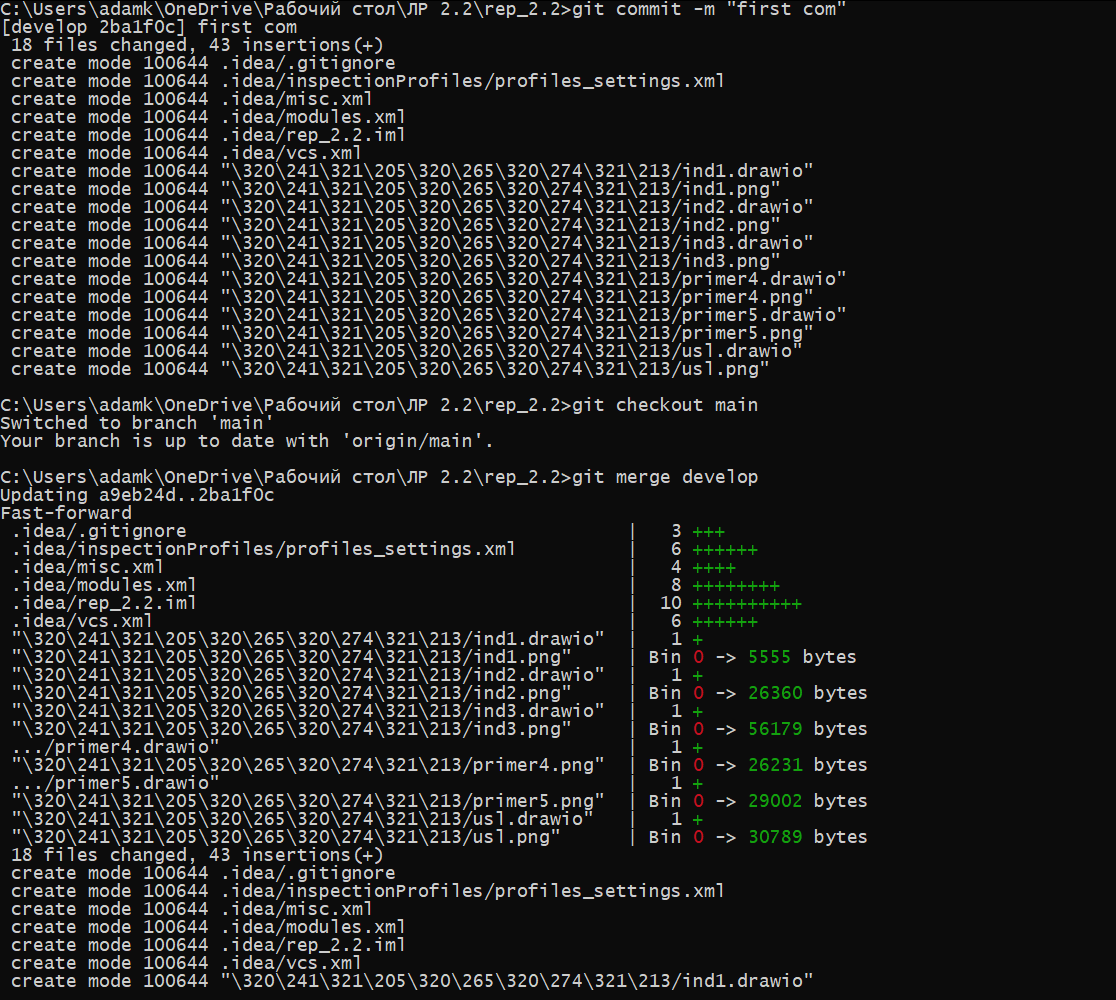 C:\Users\adamk\OneDrive\Рабочий стол\ЛР 2.2\rep_2.2>git commit -m "first com"
[develop 2ba1f0c] first com
 18 files changed, 43 insertions(+)
 create mode 100644 .idea/.gitignore
 create mode 100644 .idea/inspectionProfiles/profiles_settings.xml
 create mode 100644 .idea/misc.xml
 create mode 100644 .idea/modules.xml
 create mode 100644 .idea/rep_2.2.iml
 create mode 100644 .idea/vcs.xml
 create mode 100644 "\320\241\321\205\320\265\320\274\321\213/ind1.drawio"
 create mode 100644 "\320\241\321\205\320\265\320\274\321\213/ind1.png"
 create mode 100644 "\320\241\321\205\320\265\320\274\321\213/ind2.drawio"
 create mode 100644 "\320\241\321\205\320\265\320\274\321\213/ind2.png"
 create mode 100644 "\320\241\321\205\320\265\320\274\321\213/ind3.drawio"
 create mode 100644 "\320\241\321\205\320\265\320\274\321\213/ind3.png"
 create mode 100644 "\320\241\321\205\320\265\320\274\321\213/primer4.drawio"
 create mode 100644 "\320\241\321\205\320\265\320\274\321\213/primer4.png"
 create mode 100644 "\320\241\321\205\320\265\320\274\321\213/primer5.drawio"
 create mode 100644 "\320\241\321\205\320\265\320\274\321\213/primer5.png"
 create mode 100644 "\320\241\321\205\320\265\320\274\321\213/usl.drawio"
 create mode 100644 "\320\241\321\205\320\265\320\274\321\213/usl.png"
C:\Users\adamk\OneDrive\Рабочий стол\ЛР 2.2\rep_2.2>git checkout main
Switched to branch 'main'
Your branch is up to date with 'origin/main'.
C:\Users\adamk\OneDrive\Рабочий стол\ЛР 2.2\rep_2.2>git merge develop
Updating a9eb24d..2ba1f0c
Fast-forward
 .idea/.gitignore | 3 +++
 .idea/inspectionProfiles/profiles_settings.xml | 6 ++++++
 .idea/misc.xml | 4 ++++
 .idea/modules.xml | 8 ++++++++
 .idea/rep_2.2.iml | 10 ++++++++++
 .idea/vcs.xml | 6 ++++++
 "\320\241\321\205\320\265\320\274\321\213/ind1.drawio" | 1 +
 "\320\241\321\205\320\265\320\274\321\213/ind1.png" | Bin 0 -> 5555 bytes
 "\320\241\321\205\320\265\320\274\321\213/ind2.drawio" | 1 +
 "\320\241\321\205\320\265\320\274\321\213/ind2.png" | Bin 0 -> 26360 bytes
 "\320\241\321\205\320\265\320\274\321\213/ind3.drawio" | 1 +
 "\320\241\321\205\320\265\320\274\321\213/ind3.png" | Bin 0 -> 56179 bytes
 .../primer4.drawio" | 1 +
 "\320\241\321\205\320\265\320\274\321\213/primer4.png" | Bin 0 -> 26231 bytes
 .../primer5.drawio" | 1 +
 "\320\241\321\205\320\265\320\274\321\213/primer5.png" | Bin 0 -> 29002 bytes
 "\320\241\321\205\320\265\320\274\321\213/usl.drawio" | 1 +
 "\320\241\321\205\320\265\320\274\321\213/usl.png" | Bin 0 -> 30789 bytes
 18 files changed, 43 insertions(+)
 create mode 100644 .idea/.gitignore
 create mode 100644 .idea/inspectionProfiles/profiles_settings.xml
 create mode 100644 .idea/misc.xml
 create mode 100644 .idea/modules.xml
 create mode 100644 .idea/rep_2.2.iml
 create mode 100644 .idea/vcs.xml
 create mode 100644 "\320\241\321\205\320\265\320\274\321\213/ind1.drawio"